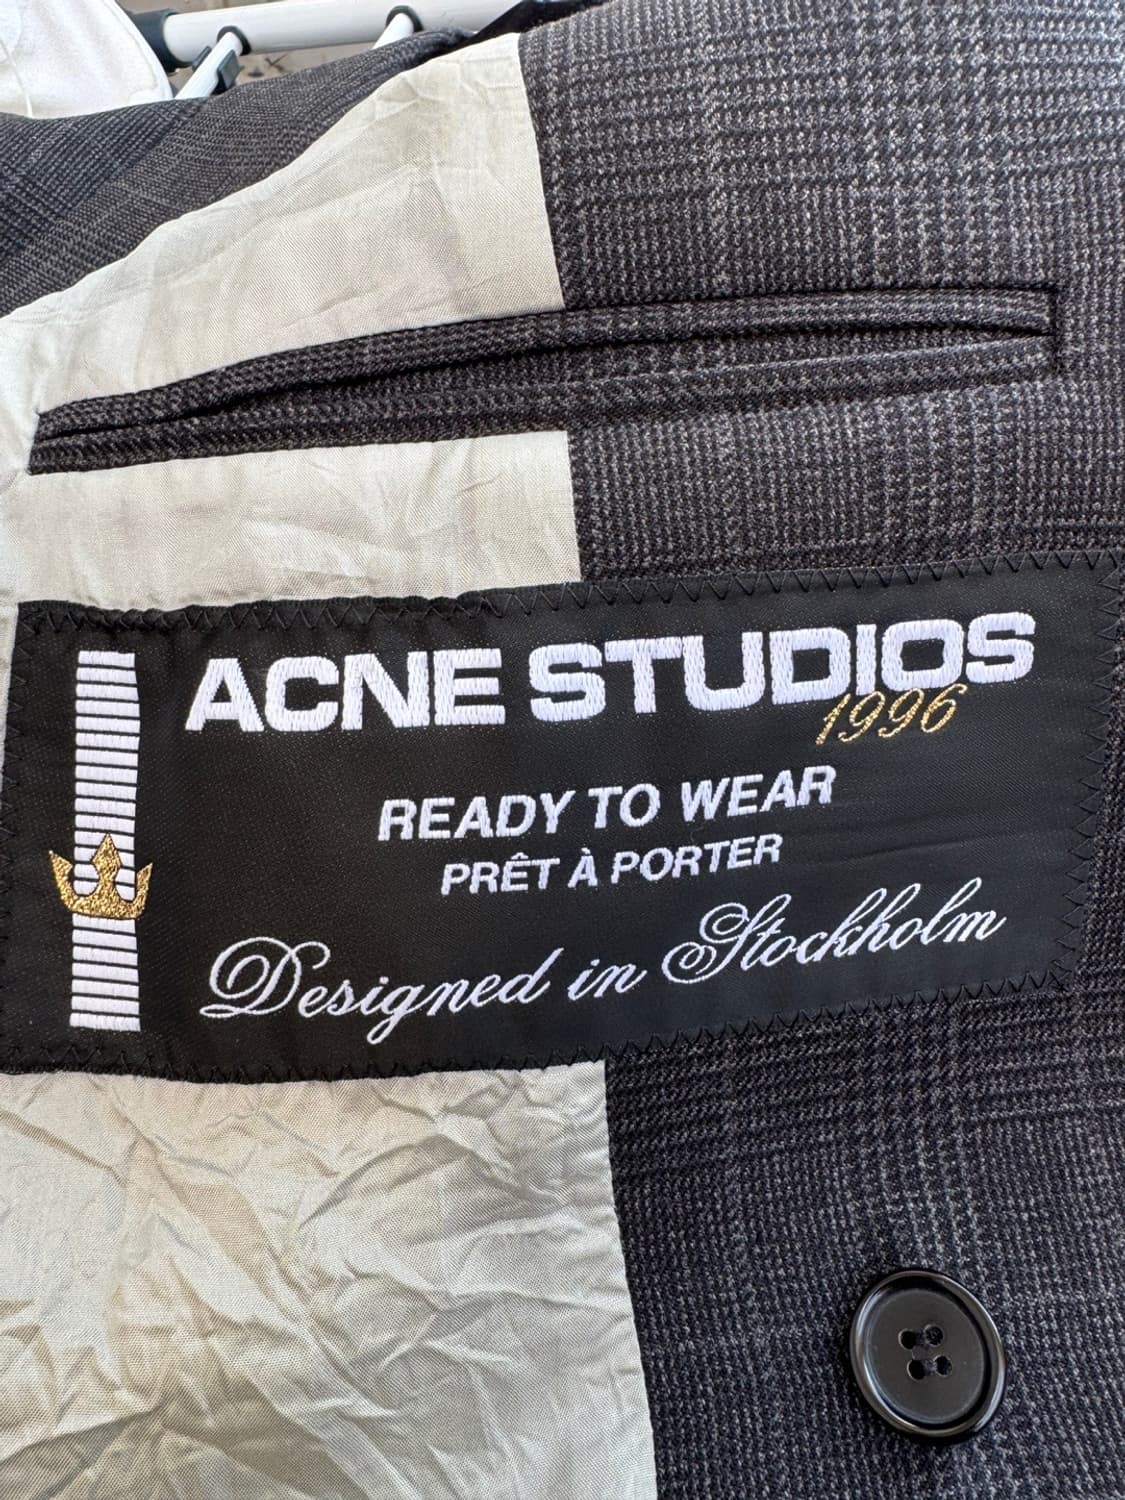 ACNE STUDIOS
1996
READY TO WEAR
PRÊT À PORTER
Designed in Stockholm